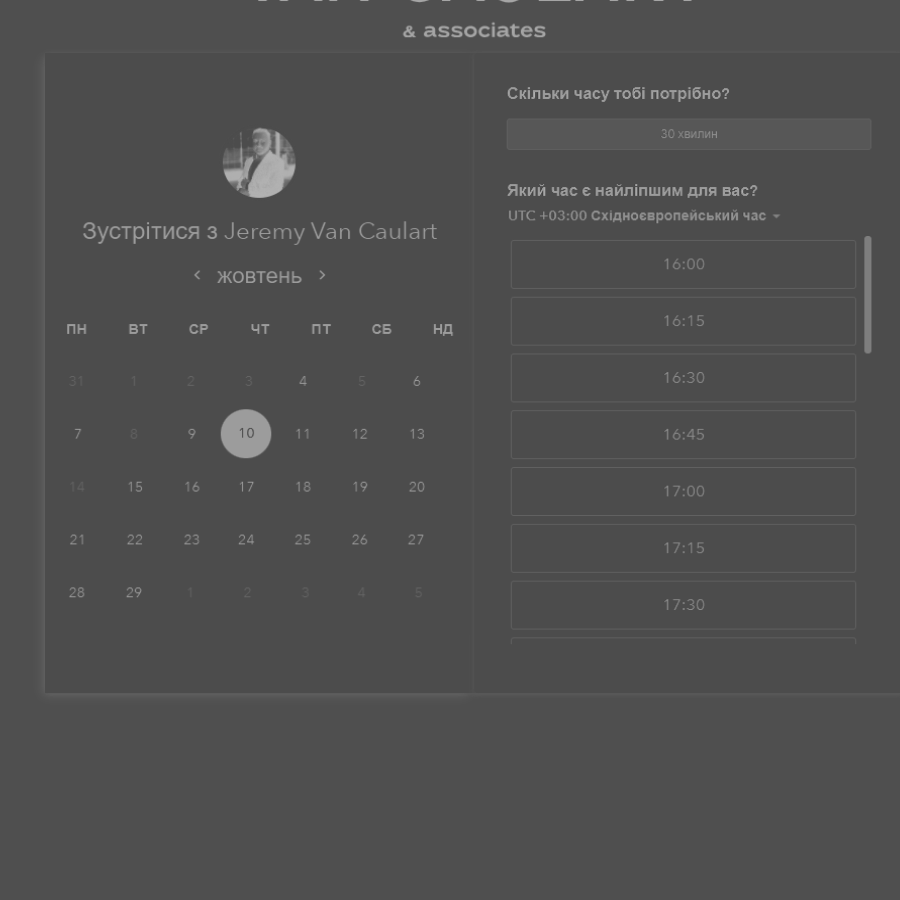 & associates
Зустрітися з Jeremy Van Caulart
жовтень
ПН ВТ СР ЧТ ПТ СБ НД
31 1 2 3 4 5 6
7 8 9 10 11 12 13
14 15 16 17 18 19 20
21 22 23 24 25 26 27
28 29 1 2 3 4 5
Скільки часу тобі потрібно?
30 хвилин
Який час є найліпшим для вас?
UTC +03:00 Східноєвропейський час
16:00
16:15
16:30
16:45
17:00
17:15
17:30